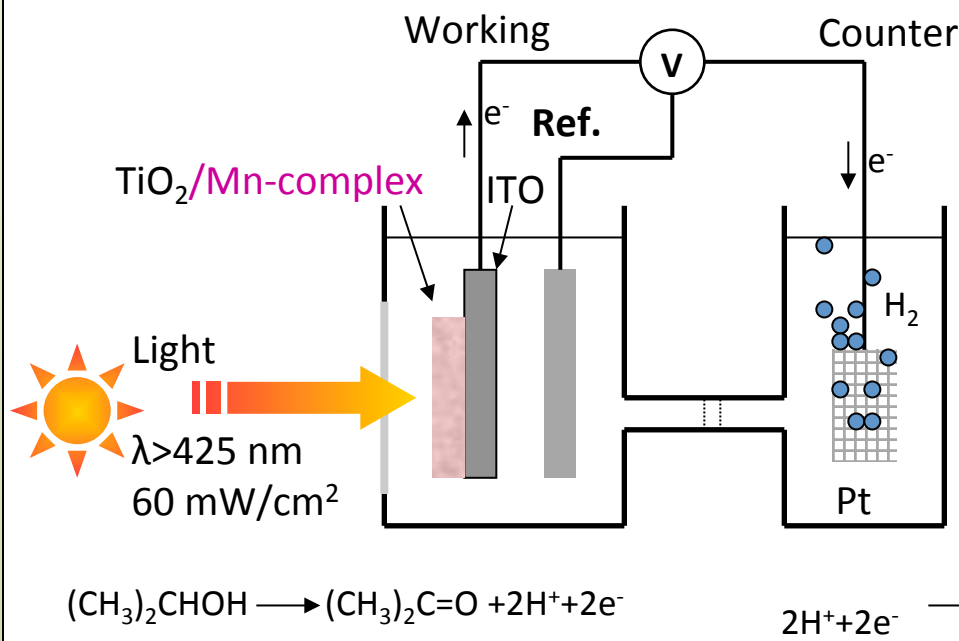 Working
Counter
V
e-
Ref.
e-
TiO2/Mn-complex
ITO
H2
Light
λ>425 nm
60 mW/cm2
Pt
(CH3)2CHOH ⟶ (CH3)2C=O +2H++2e-
2H++2e- —